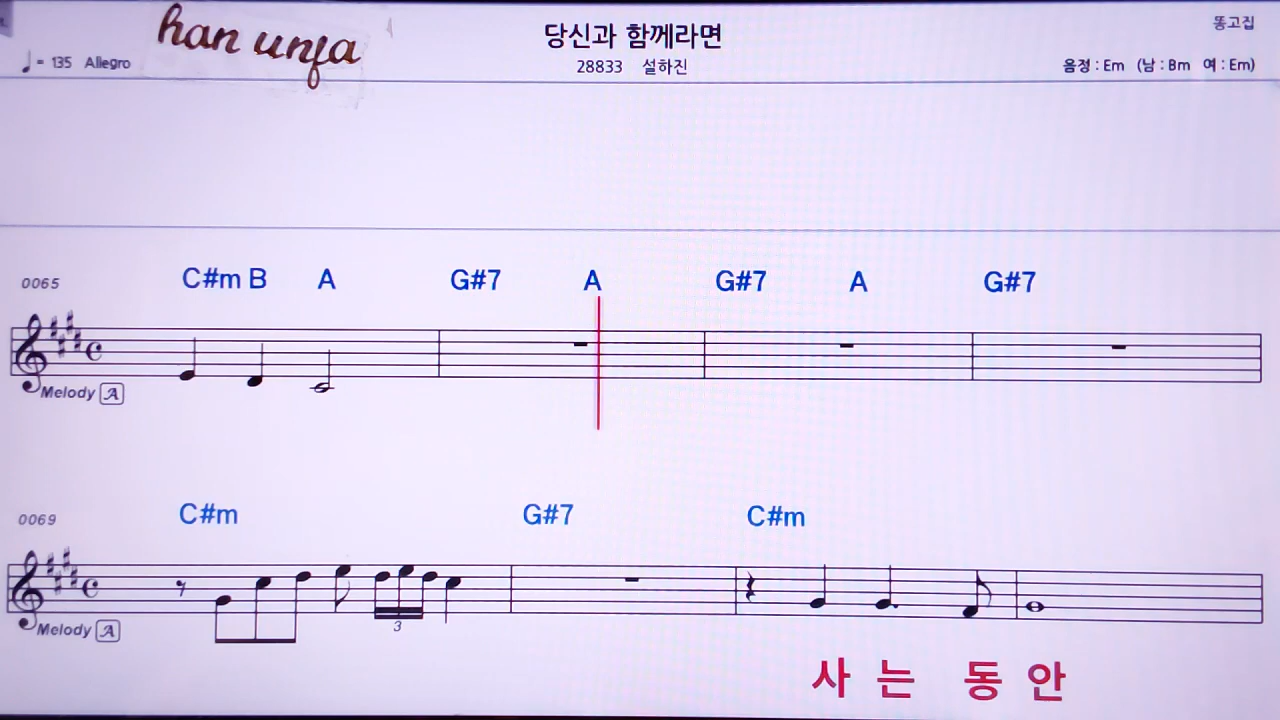 han unfa
당신과 함께라면
똥고집
♩ = 135 Allegro
28833 설하진
음정 : Em (남 : Bm 여 : Em)
0065 C#m B A G#7 A G#7 A G#7
Melody A
0069 C#m G#7 C#m
3
Melody A
사 는 동 안